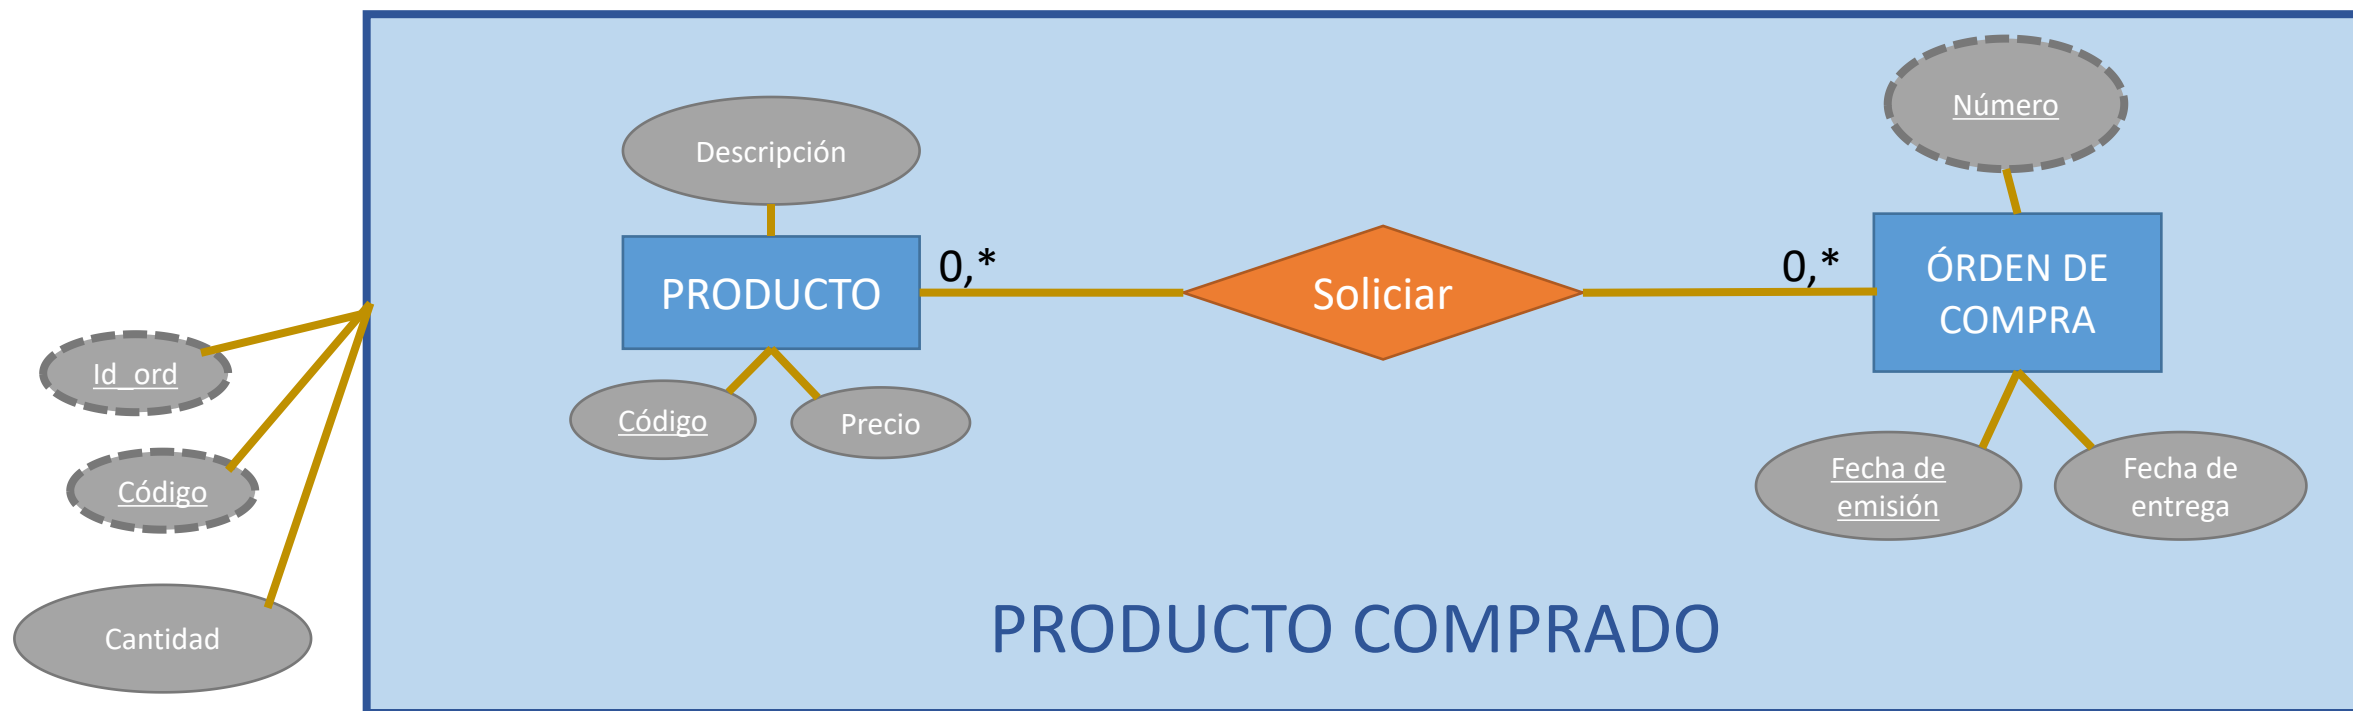 Número
Descripción
PRODUCTO
0,*
Soliciar
0,*
ÓRDEN DE
COMPRA
Id_ord
Código
Precio
Código
Fecha de
emisión
Fecha de
entrega
Cantidad
PRODUCTO COMPRADO